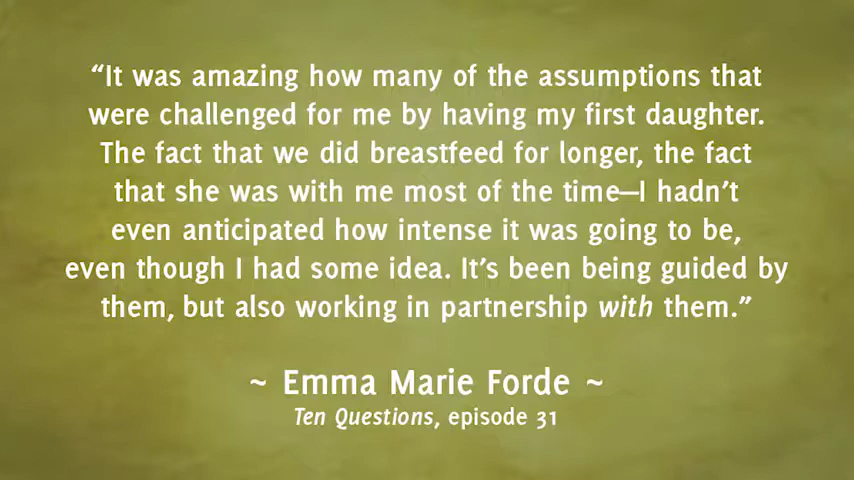 “It was amazing how many of the assumptions that
were challenged for me by having my first daughter.
The fact that we did breastfeed for longer, the fact
that she was with me most of the time—I hadn’t
even anticipated how intense it was going to be,
even though I had some idea. It’s been being guided by
them, but also working in partnership with them.”
~ Emma Marie Forde ~
Ten Questions, episode 31